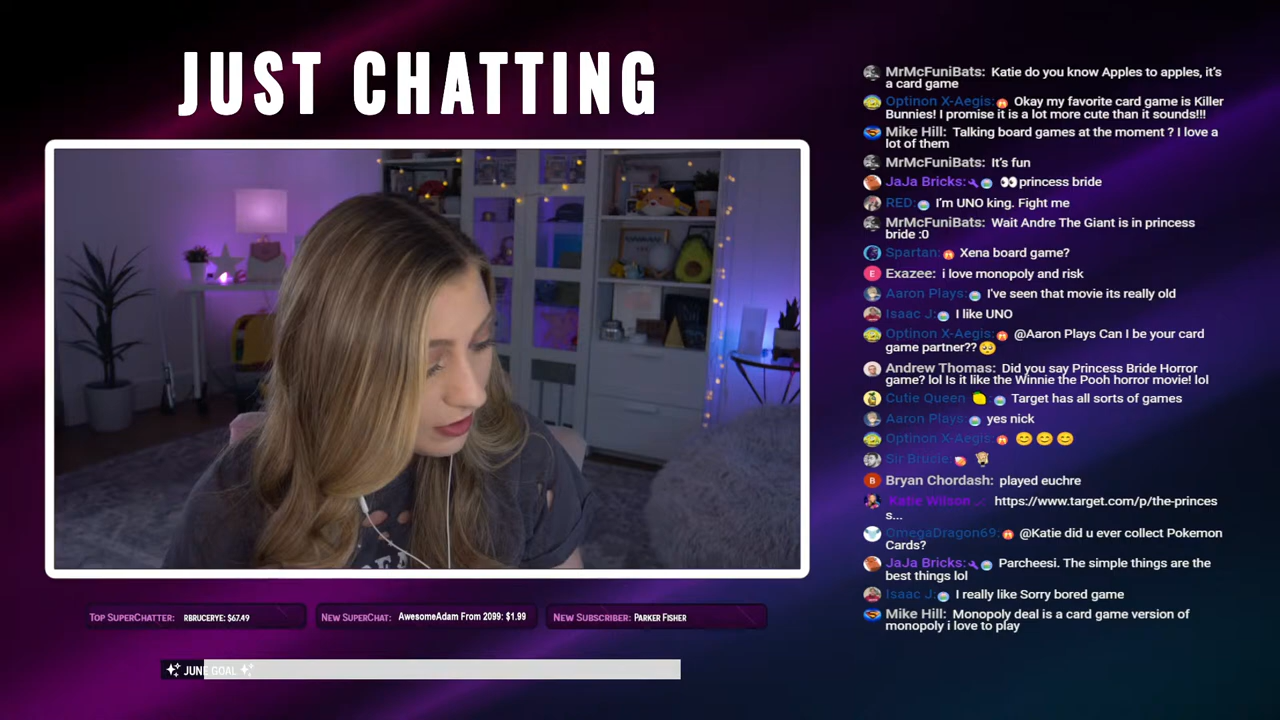 JUST CHATTING
MrMcFuniBats: Katie do you know Apples to apples, it's
a card game
Optinon X-Aegis: Okay my favorite card game is Killer
Bunnies! I promise it is a lot more cute than it sounds!!!
Mike Hill: Talking board games at the moment ? I love a
lot of them
MrMcFuniBats: It's fun
JaJa Bricks: 👀princess bride
RED: I'm UNO king. Fight me
MrMcFuniBats: Wait Andre The Giant is in princess
bride :0
Spartan: Xena board game?
Exazee: i love monopoly and risk
Aaron Plays: I've seen that movie its really old
Isaac J: I like UNO
Optinon X-Aegis: @Aaron Plays Can I be your card
game partner?? 🥺
Andrew Thomas: Did you say Princess Bride Horror
game? lol Is it like the Winnie the Pooh horror movie! lol
Cutie Queen Target has all sorts of games
Aaron Plays: yes nick
Optinon X-Aegis: 😊😊😊
Sir Brucie:
Bryan Chordash: played euchre
Katie Wilson https://www.target.com/p/the-princes
s...
OmegaDragon69: @Katie did u ever collect Pokemon
Cards?
JaJa Bricks: Parcheesi. The simple things are the
best things lol
Isaac J: I really like Sorry bored game
Mike Hill: Monopoly deal is a card game version of
monopoly i love to play
TOP SUPERCHATTER: RBRUCERYE: $67.49
NEW SUPERCHAT: AwesomeAdam From 2099: $1.99
NEW SUBSCRIBER: PARKER FISHER
JUNE GOAL